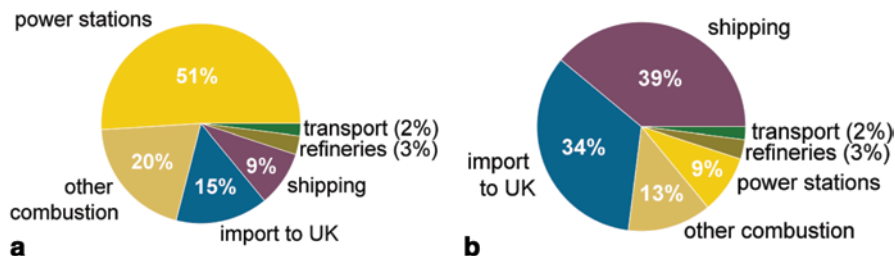 power stations
51%
transport (2%)
refineries (3%)
9%
shipping
20%
15%
other
combustion
import to UK
a
shipping
39%
34%
import
to UK
transport (2%)
refineries (3%)
9%
power stations
13%
other combustion
b